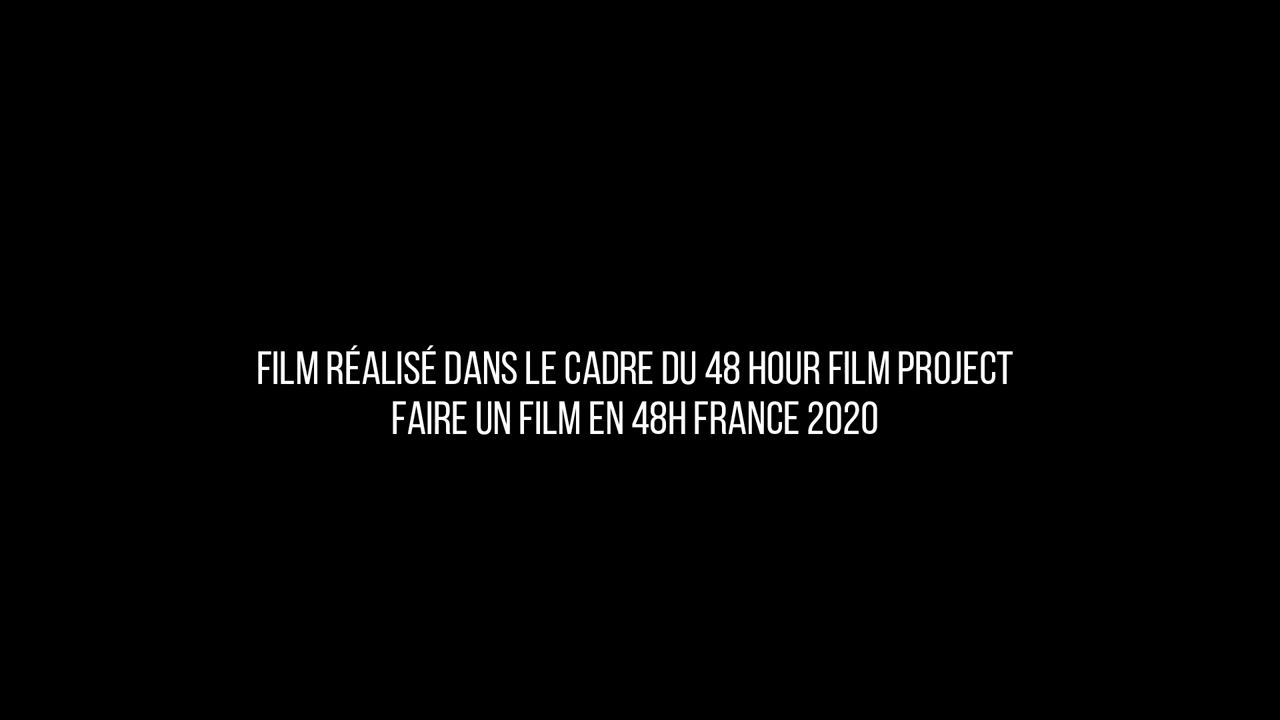 FILM RÉALISÉ DANS LE CADRE DU 48 HOUR FILM PROJECT
FAIRE UN FILM EN 48H FRANCE 2020